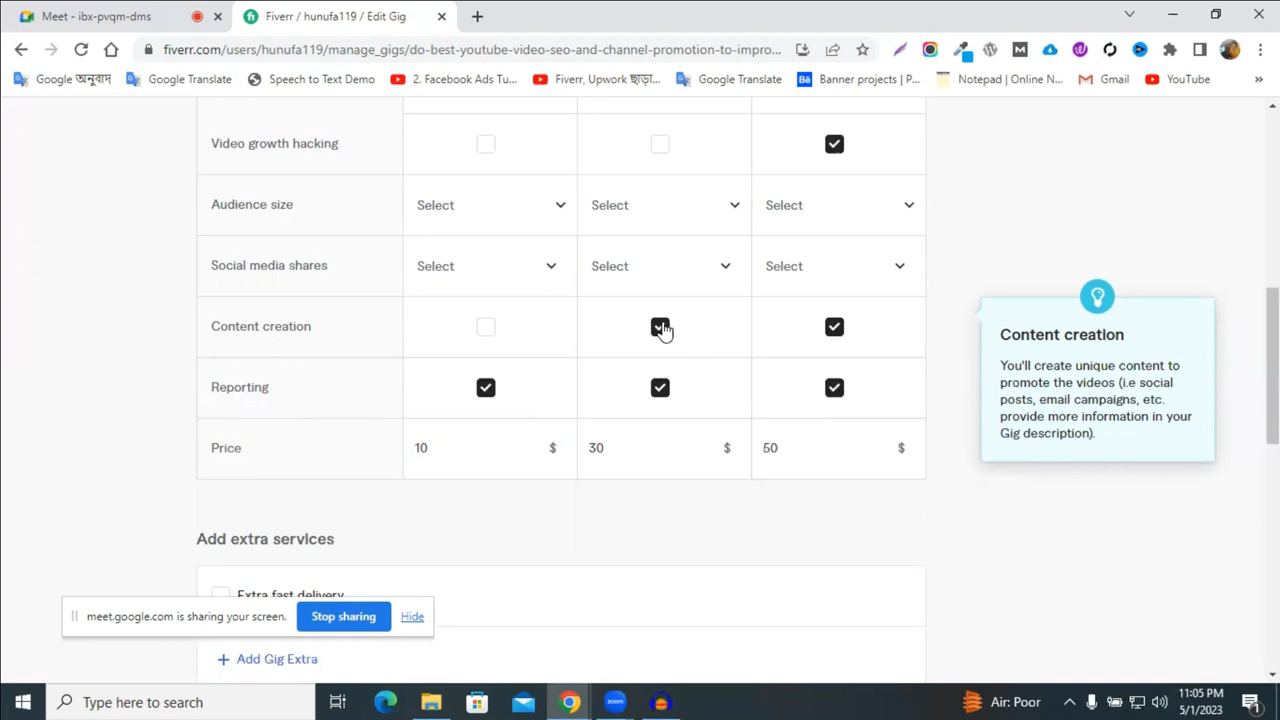 Meet - ibx-pvqm-dms
Fiverr / hunufa119 / Edit Gig
fiverr.com/users/hunufa119/manage_gigs/do-best-youtube-video-seo-and-channel-promotion-to-impro...
Google অনুবাদ
Google Translate
Speech to Text Demo
2. Facebook Ads Tu...
Fiverr, Upwork ছাড়া...
Google Translate
Banner projects | P...
Notepad | Online N...
Gmail
YouTube
Video growth hacking
Audience size
Select
Select
Select
Social media shares
Select
Select
Select
Content creation
Reporting
Price
10 $
30 $
50 $
Content creation
You'll create unique content to
promote the videos (i.e social
posts, email campaigns, etc.
provide more information in your
Gig description).
Add extra services
Extra fast delivery
meet.google.com is sharing your screen.
Stop sharing
Hide
+ Add Gig Extra
Type here to search
zoom
Air: Poor
11:05 PM
5/1/2023
1